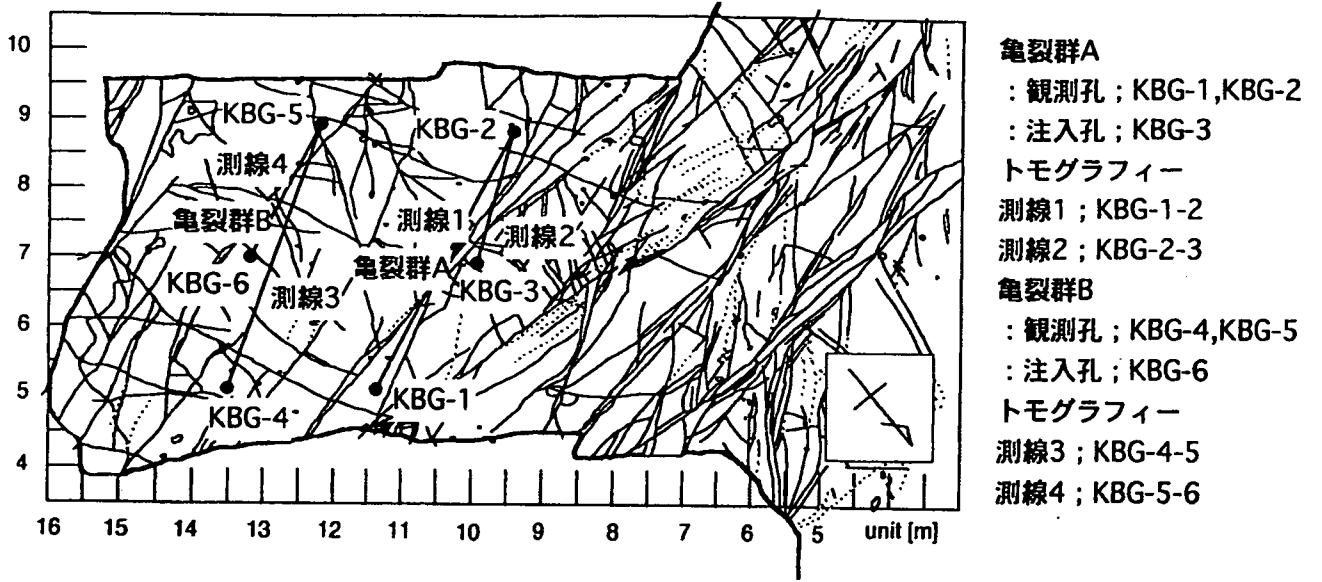 10
9
8
7
6
5
4
16
15
14
13
12
11
10
9
8
7
6
5
unit [m]
KBG-5
KBG-2
測線4
亀裂群B
測線1
測線2
亀裂群A
KBG-6
測線3
KBG-3
KBG-4
KBG-1
亀裂群A
：観測孔；KBG-1,KBG-2
：注入孔；KBG-3
トモグラフィー
測線1；KBG-1-2
測線2；KBG-2-3
亀裂群B
：観測孔；KBG-4,KBG-5
：注入孔；KBG-6
トモグラフィー
測線3；KBG-4-5
測線4；KBG-5-6